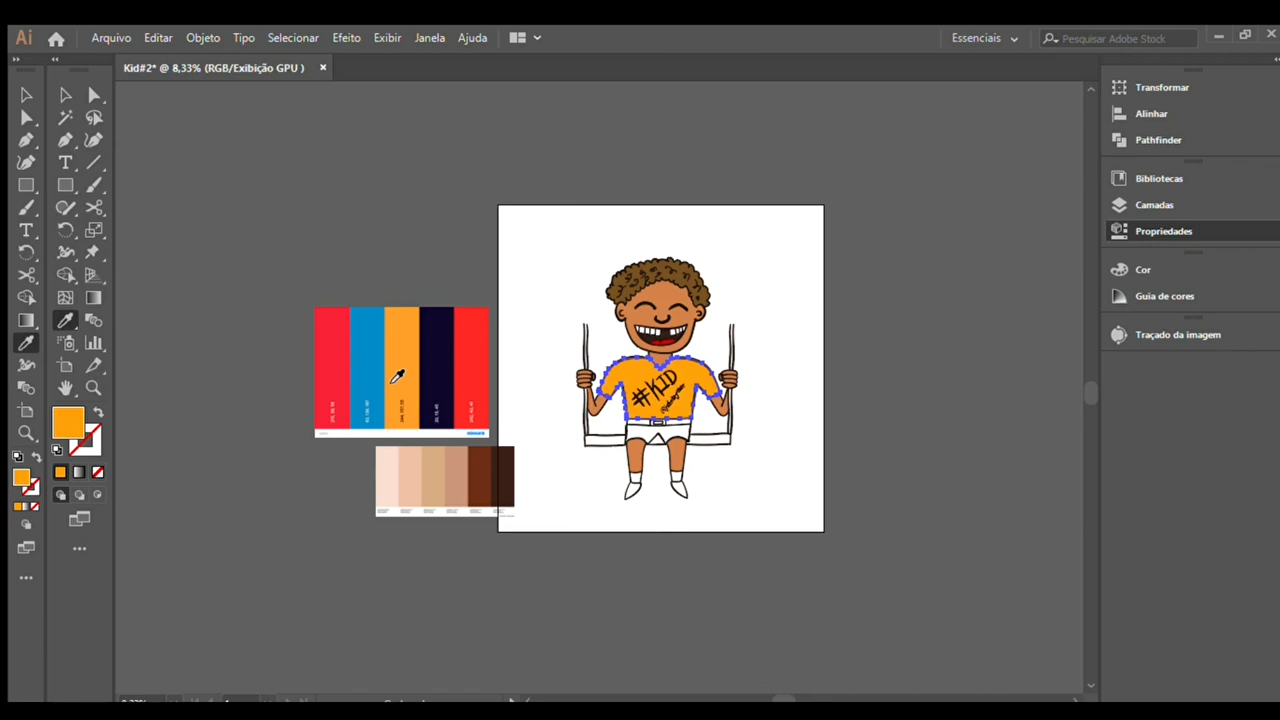 Ai
Arquivo
Editar
Objeto
Tipo
Selecionar
Efeito
Exibir
Janela
Ajuda
Essenciais
Pesquisar Adobe Stock
Kid#2* @ 8,33% (RGB/Exibição GPU )
Transformar
Alinhar
Pathfinder
Bibliotecas
Camadas
Propriedades
Cor
Guia de cores
Traçado da imagem
#KID